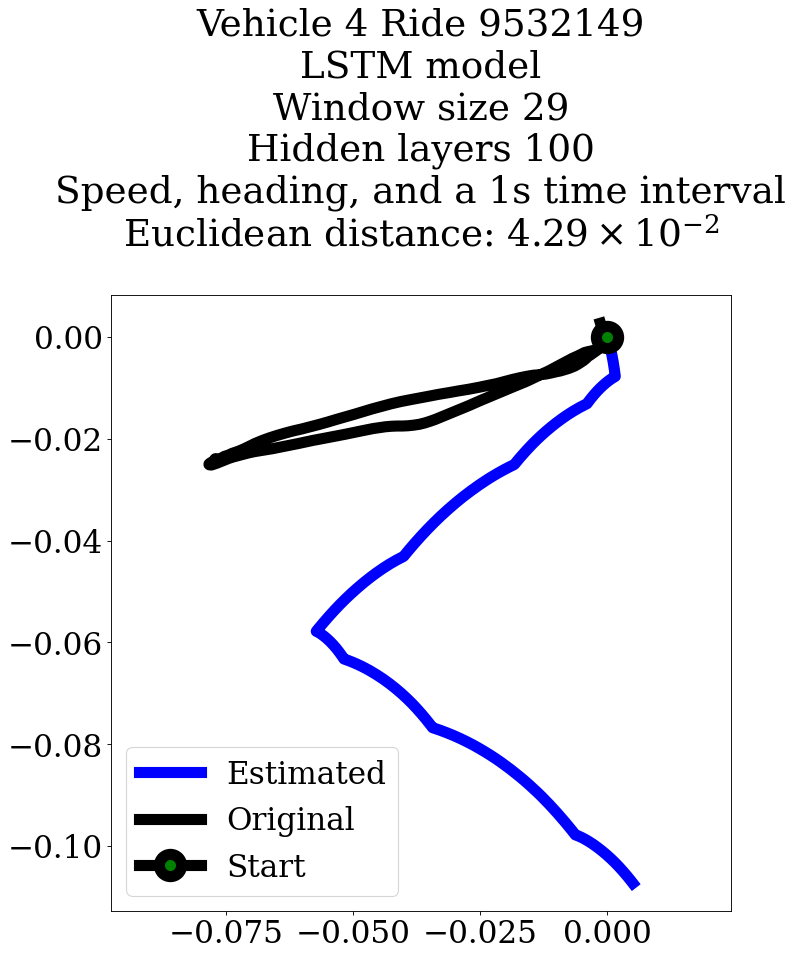 Vehicle 4 Ride 9532149
LSTM model
Window size 29
Hidden layers 100
Speed, heading, and a 1s time interval
Euclidean distance: 4.29 × 10⁻²
0.00
−0.02
−0.04
−0.06
−0.08
−0.10
Estimated
Original
Start
−0.075 −0.050 −0.025 0.000